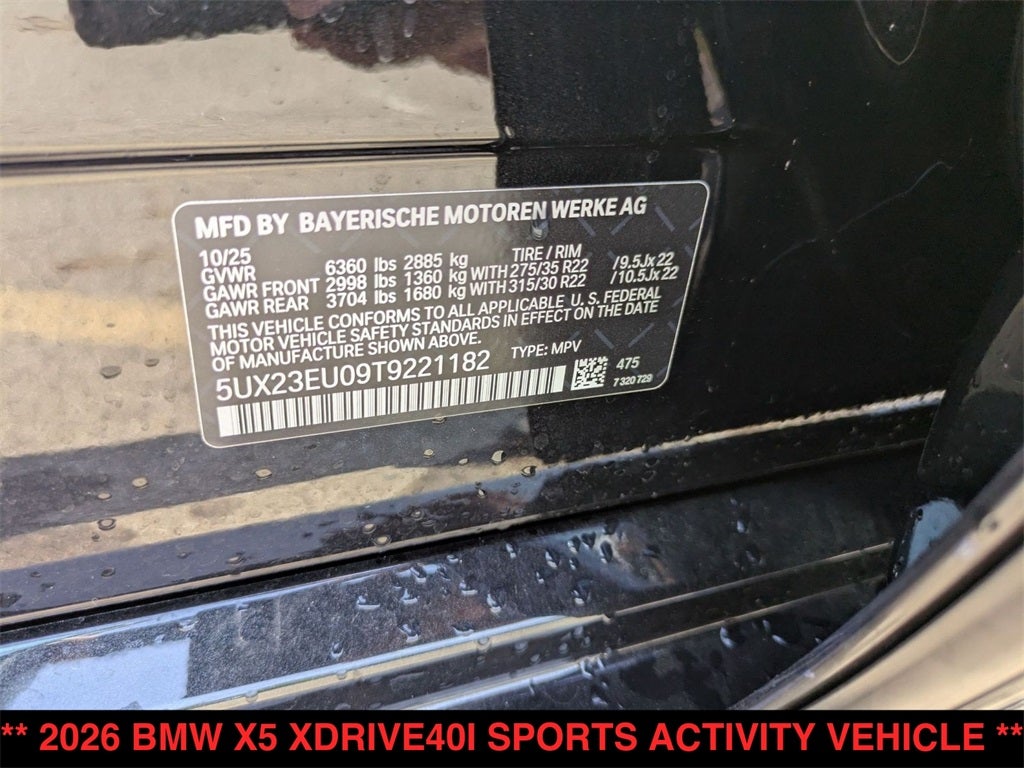 MFD BY BAYERISCHE MOTOREN WERKE AG
10/25 TIRE / RIM
GVWR 6360 lbs 2885 kg
GAWR FRONT 2998 lbs 1360 kg WITH 275/35 R22 /9.5Jx22
GAWR REAR 3704 lbs 1680 kg WITH 315/30 R22 /10.5Jx22
THIS VEHICLE CONFORMS TO ALL APPLICABLE U. S. FEDERAL
MOTOR VEHICLE SAFETY STANDARDS IN EFFECT ON THE DATE
OF MANUFACTURE SHOWN ABOVE.
5UX23EU09T9221182 TYPE: MPV 475
7 320 729
** 2026 BMW X5 XDRIVE40I SPORTS ACTIVITY VEHICLE **